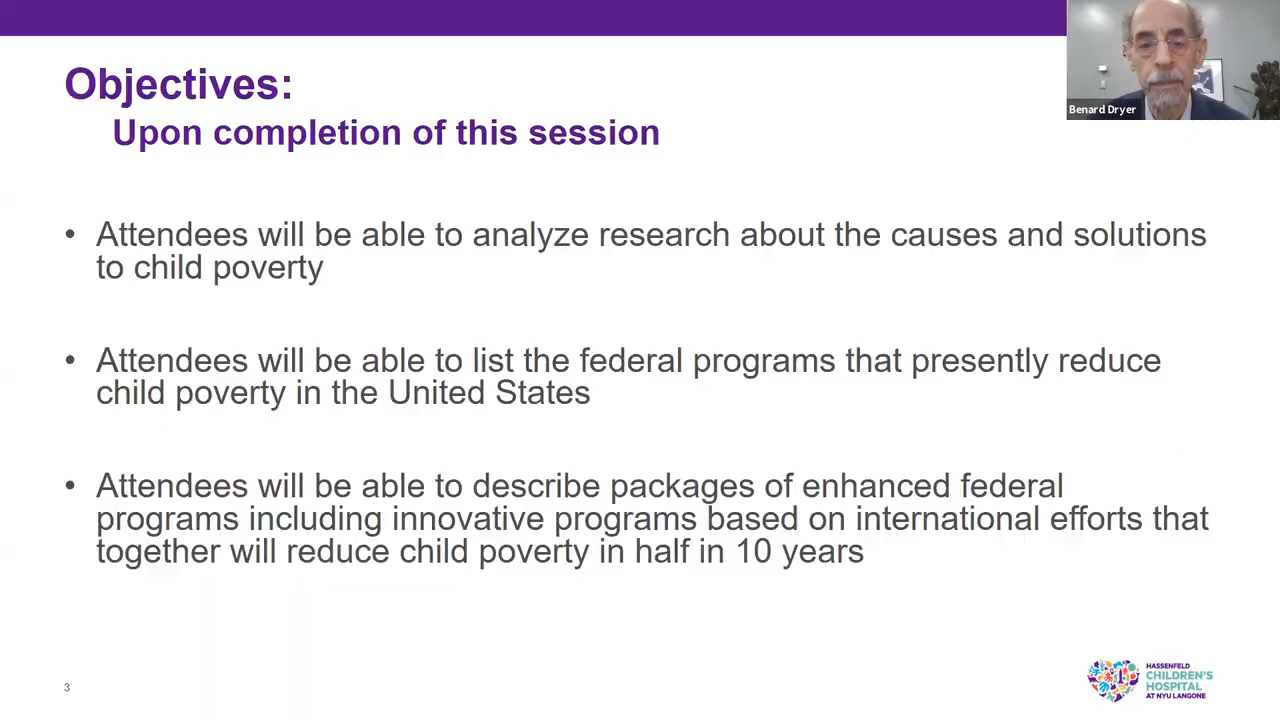 Objectives:
Upon completion of this session
Benard Dryer
• Attendees will be able to analyze research about the causes and solutions
to child poverty
• Attendees will be able to list the federal programs that presently reduce
child poverty in the United States
• Attendees will be able to describe packages of enhanced federal
programs including innovative programs based on international efforts that
together will reduce child poverty in half in 10 years
3
HASSENFELD
CHILDREN'S
HOSPITAL
AT NYU LANGONE